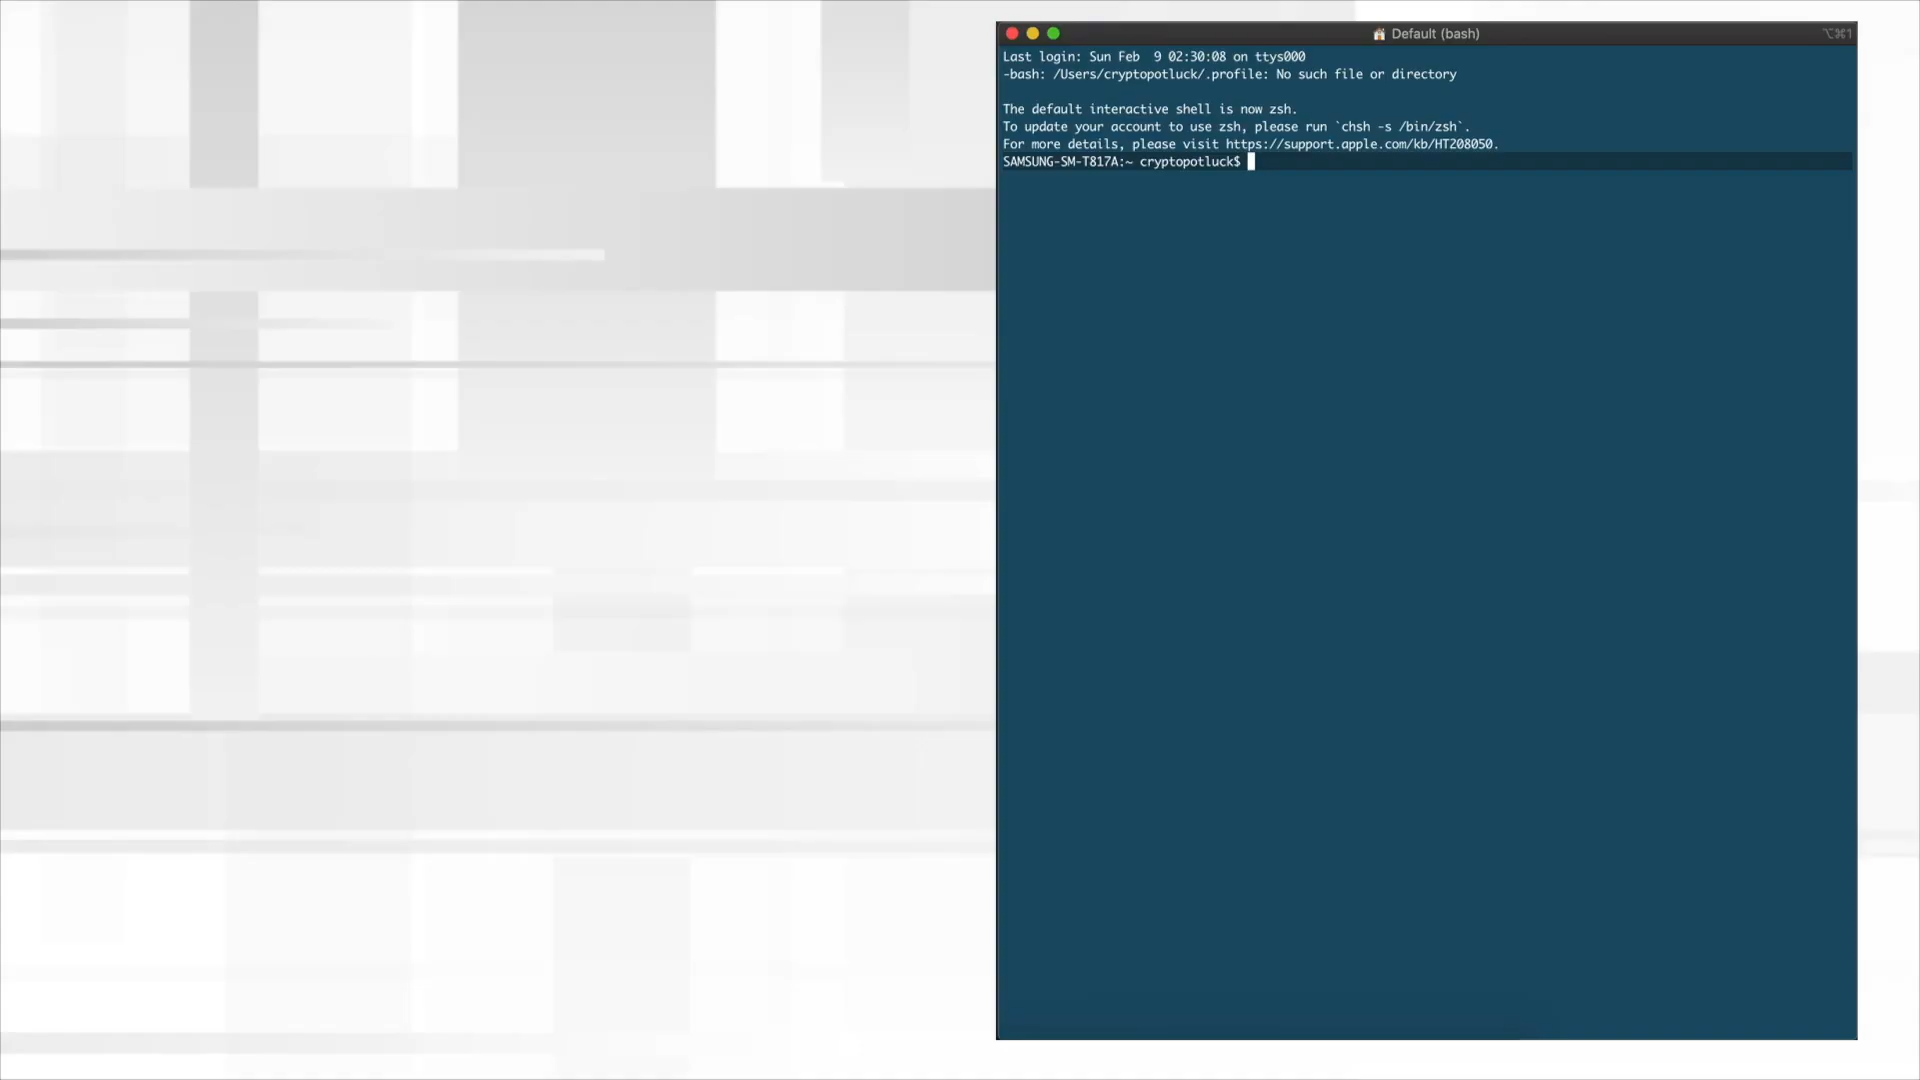 Default (bash)
⌥⌘1
Last login: Sun Feb  9 02:30:08 on ttys000
-bash: /Users/cryptopotluck/.profile: No such file or directory
The default interactive shell is now zsh.
To update your account to use zsh, please run `chsh -s /bin/zsh`.
For more details, please visit https://support.apple.com/kb/HT208050.
SAMSUNG-SM-T817A:~ cryptopotluck$